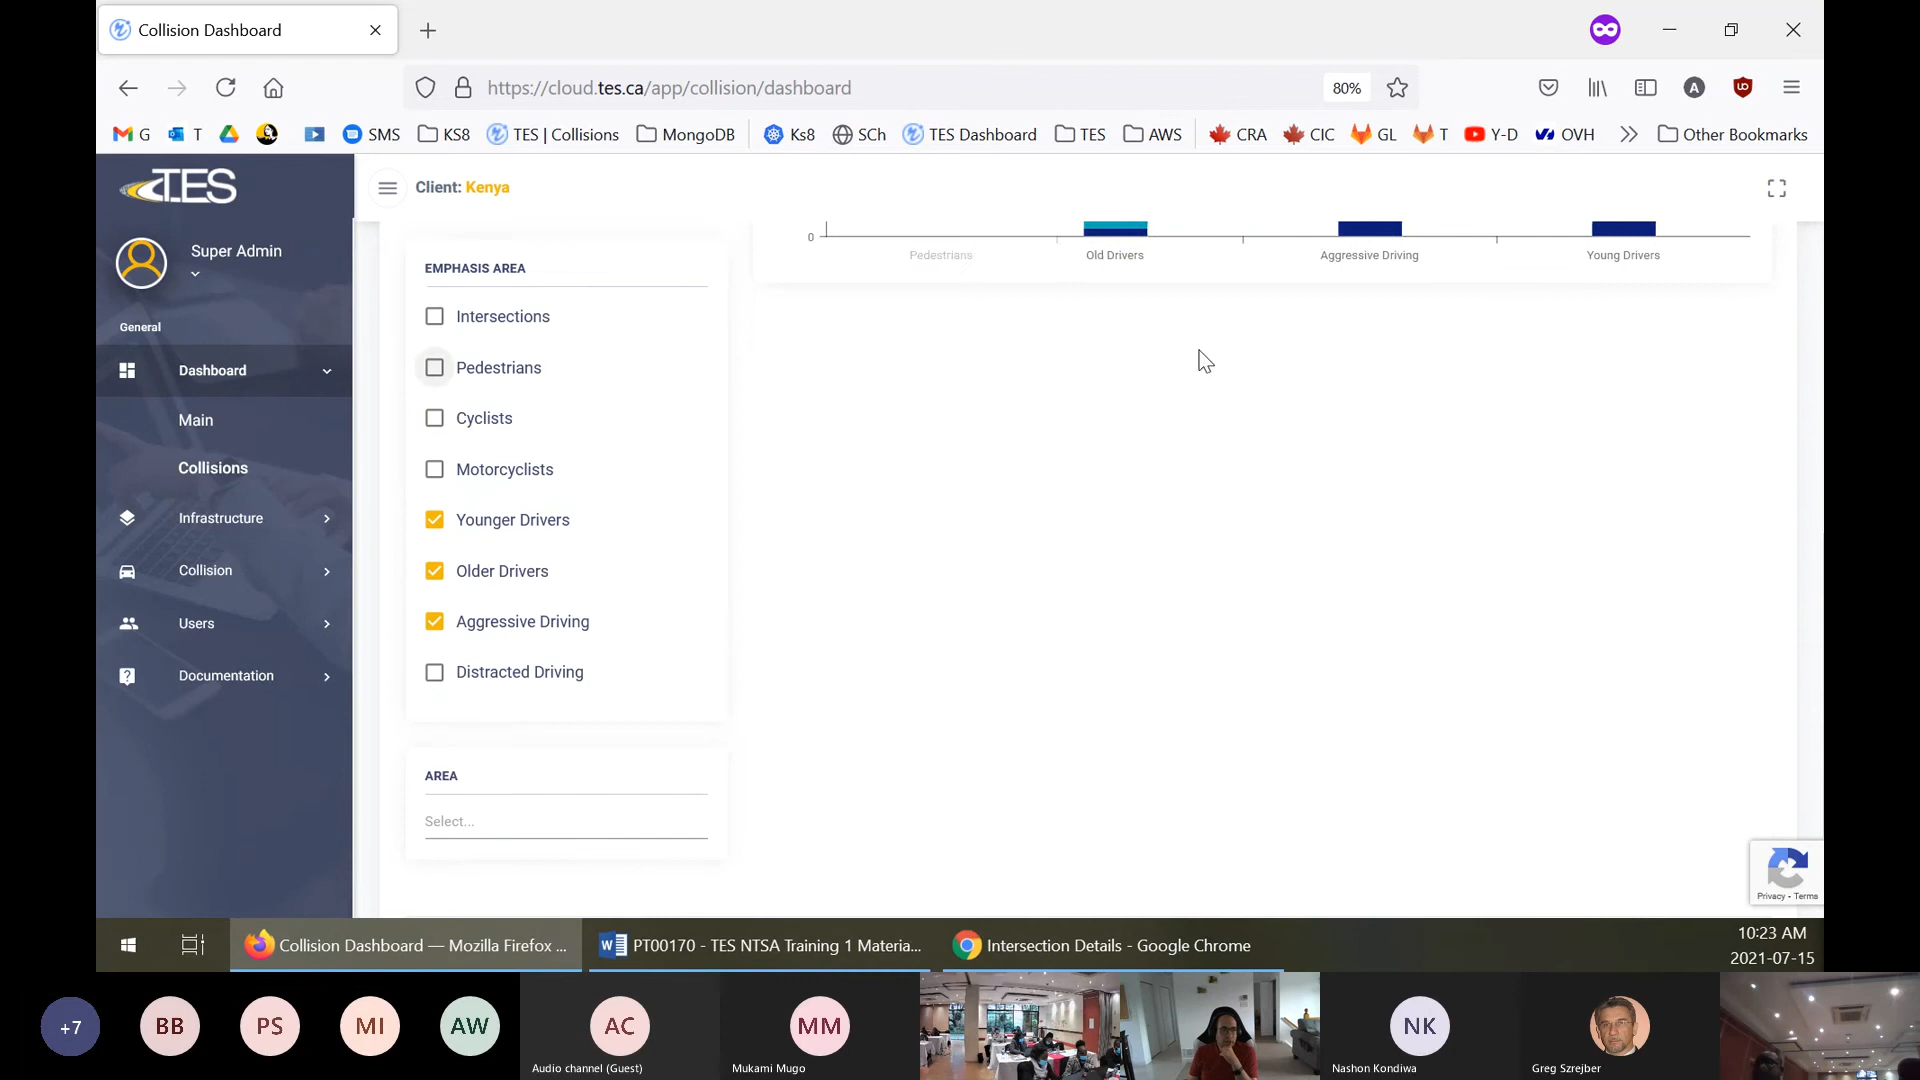 Collision Dashboard
https://cloud.tes.ca/app/collision/dashboard
80%
G
T
SMS
KS8
TES | Collisions
MongoDB
Ks8
SCh
TES Dashboard
TES
AWS
CRA
CIC
GL
T
Y-D
OVH
Other Bookmarks
TES
Client: Kenya
Super Admin
General
Dashboard
Main
Collisions
Infrastructure
Collision
Users
Documentation
EMPHASIS AREA
Intersections
Pedestrians
Cyclists
Motorcyclists
Younger Drivers
Older Drivers
Aggressive Driving
Distracted Driving
AREA
Select...
0
Pedestrians
Old Drivers
Aggressive Driving
Young Drivers
Privacy - Terms
Collision Dashboard — Mozilla Firefox ...
PT00170 - TES NTSA Training 1 Materia...
Intersection Details - Google Chrome
10:23 AM
2021-07-15
+7
BB
PS
MI
AW
AC
Audio channel (Guest)
MM
Mukami Mugo
NK
Nashon Kondiwa
Greg Szrejber